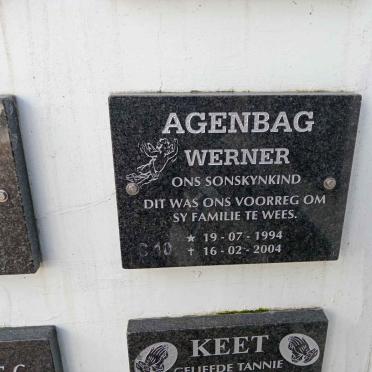 AGENBAG
WERNER
ONS SONSKYNKIND
DIT WAS ONS VOORREG OM
SY FAMILIE TE WEES.
★ 19 - 07 - 1994
✝ 16 - 02 - 2004
C 10
KEET
GELIEFDE TANNIE